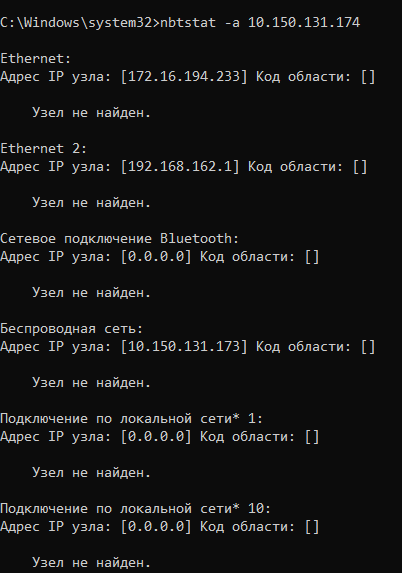 C:\Windows\system32>nbtstat -a 10.150.131.174
Ethernet:
Адрес IP узла: [172.16.194.233] Код области: []
Узел не найден.
Ethernet 2:
Адрес IP узла: [192.168.162.1] Код области: []
Узел не найден.
Сетевое подключение Bluetooth:
Адрес IP узла: [0.0.0.0] Код области: []
Узел не найден.
Беспроводная сеть:
Адрес IP узла: [10.150.131.173] Код области: []
Узел не найден.
Подключение по локальной сети* 1:
Адрес IP узла: [0.0.0.0] Код области: []
Узел не найден.
Подключение по локальной сети* 10:
Адрес IP узла: [0.0.0.0] Код области: []
Узел не найден.